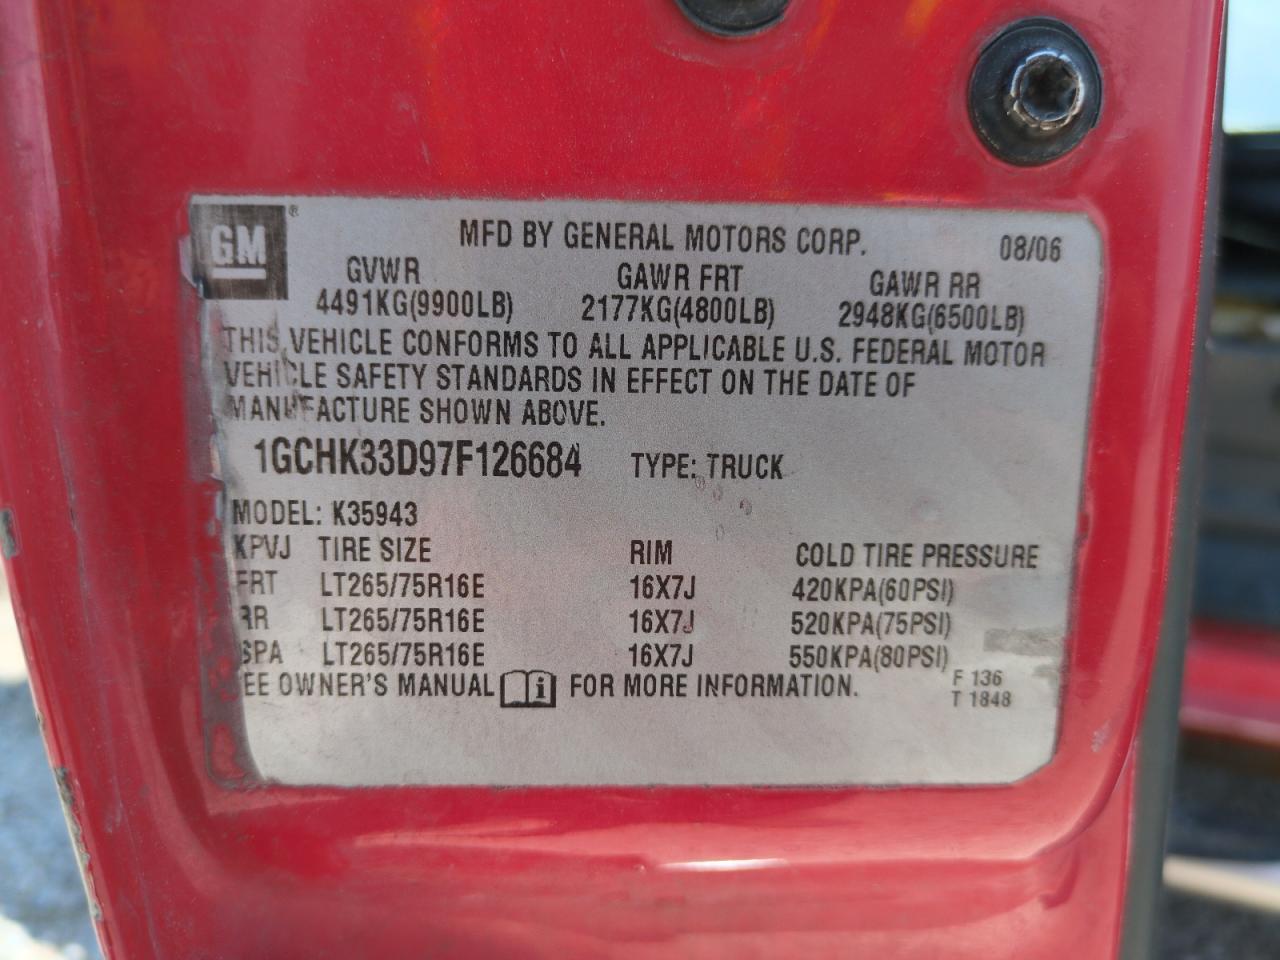 GM® MFD BY GENERAL MOTORS CORP. 08/06
GVWR GAWR FRT GAWR RR
4491KG(9900LB) 2177KG(4800LB) 2948KG(6500LB)
THIS VEHICLE CONFORMS TO ALL APPLICABLE U.S. FEDERAL MOTOR
VEHICLE SAFETY STANDARDS IN EFFECT ON THE DATE OF
MANUFACTURE SHOWN ABOVE.
1GCHK33D97F126684 TYPE: TRUCK
MODEL: K35943
KPVJ TIRE SIZE RIM COLD TIRE PRESSURE
FRT LT265/75R16E 16X7J 420KPA(60PSI)
RR LT265/75R16E 16X7J 520KPA(75PSI)
SPA LT265/75R16E 16X7J 550KPA(80PSI)
SEE OWNER'S MANUAL i FOR MORE INFORMATION. F 136
T 1848